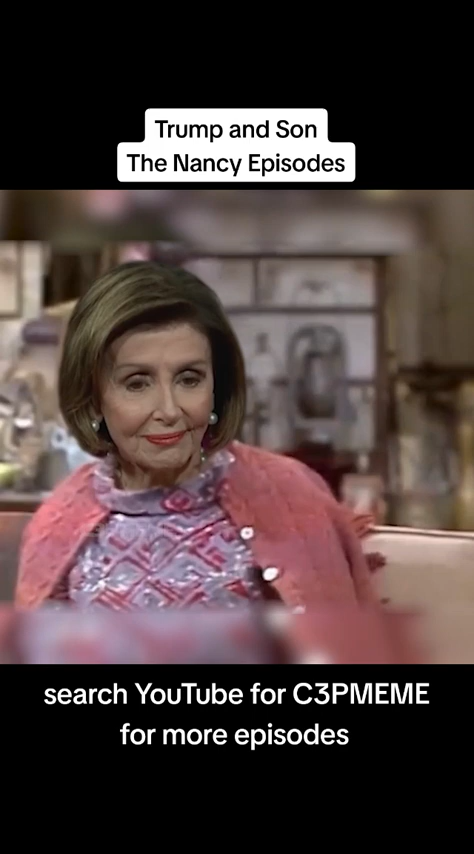 Trump and Son
The Nancy Episodes
search YouTube for C3PMEME
for more episodes